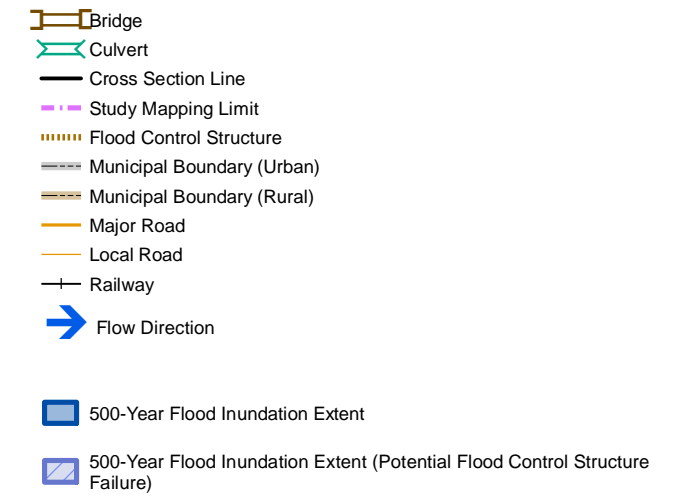 Bridge
Culvert
Cross Section Line
Study Mapping Limit
Flood Control Structure
Municipal Boundary (Urban)
Municipal Boundary (Rural)
Major Road
Local Road
Railway
Flow Direction
500-Year Flood Inundation Extent
500-Year Flood Inundation Extent (Potential Flood Control Structure
Failure)